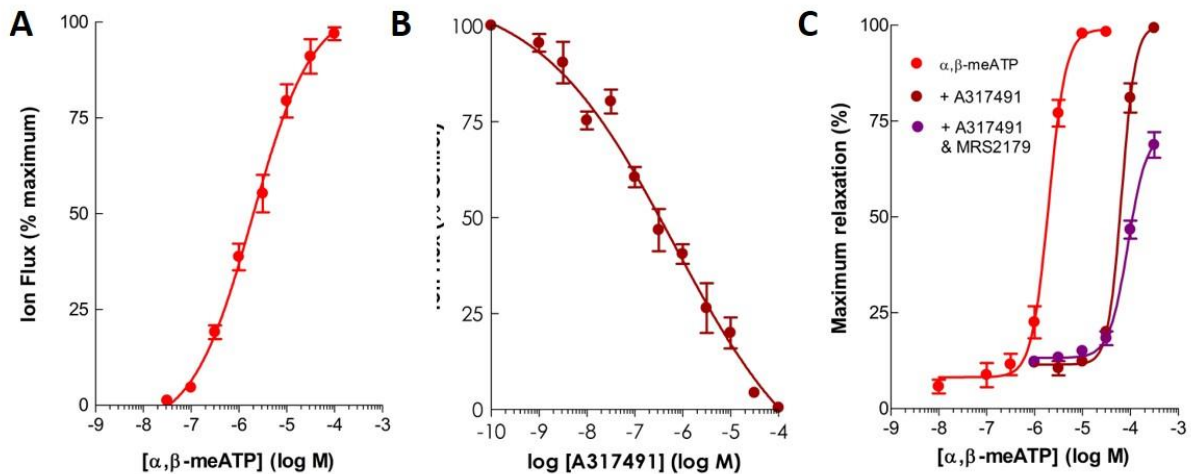 A
Ion Flux (% maximum)
100
75
50
25
0
-9 -8 -7 -6 -5 -4 -3
[α,β-meATP] (log M)
B
100
75
50
25
0
-10 -9 -8 -7 -6 -5 -4
log [A317491] (log M)
C
Maximum relaxation (%)
100
75
50
25
0
α,β-meATP
+ A317491
+ A317491
& MRS2179
-9 -8 -7 -6 -5 -4 -3
[α,β-meATP] (log M)